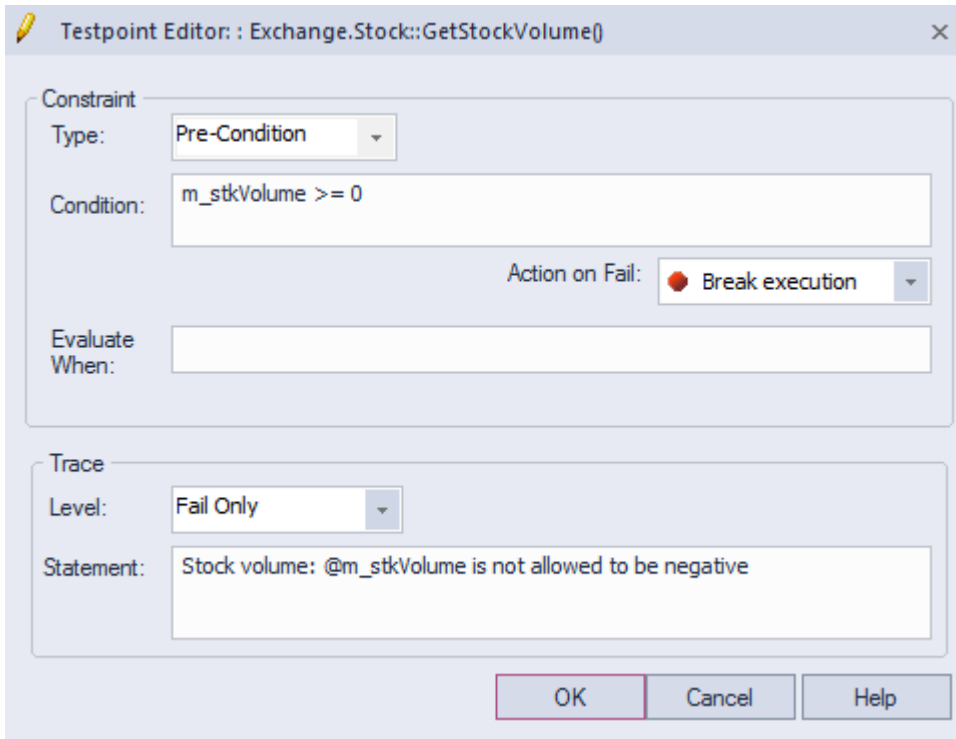 Testpoint Editor: : Exchange.Stock::GetStockVolume()
Constraint
Type: Pre-Condition
Condition: m_stkVolume >= 0
Action on Fail: Break execution
Evaluate
When:
Trace
Level: Fail Only
Statement: Stock volume: @m_stkVolume is not allowed to be negative
OK Cancel Help